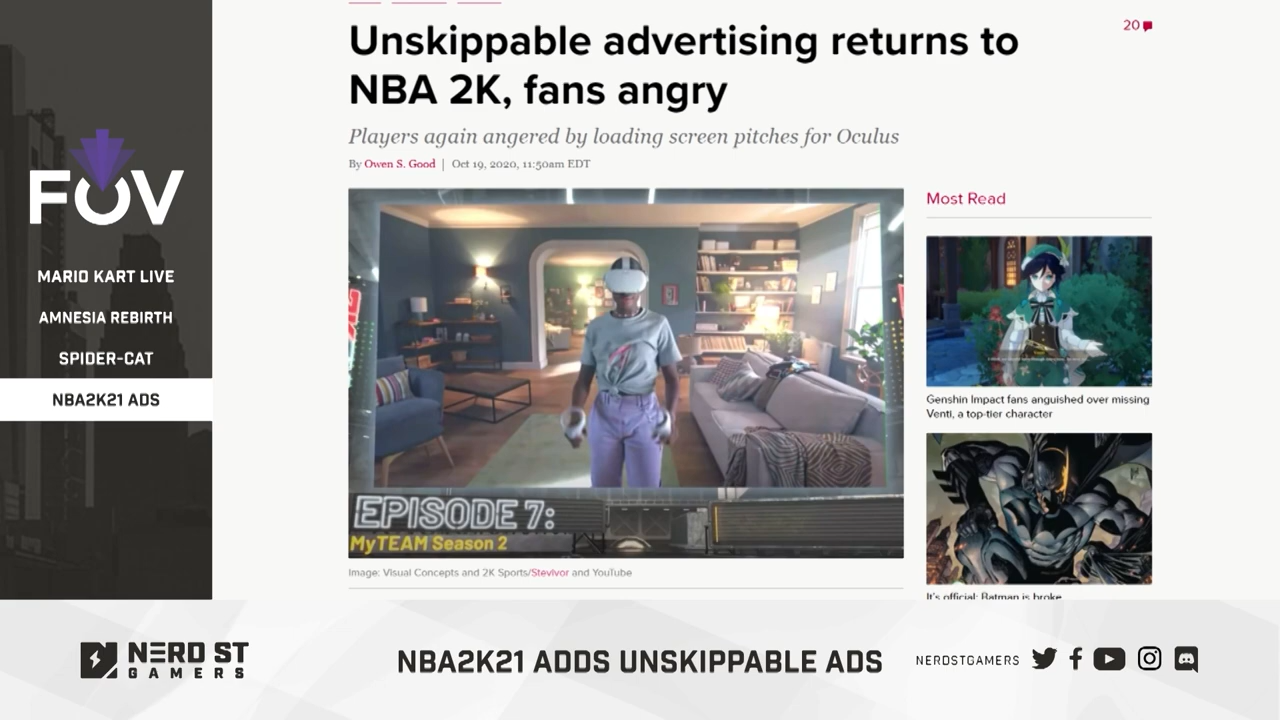 Unskippable advertising returns to
NBA 2K, fans angry
20
Players again angered by loading screen pitches for Oculus
By Owen S. Good | Oct 19, 2020, 11:50am EDT
FOV
MARIO KART LIVE
AMNESIA REBIRTH
SPIDER-CAT
NBA2K21 ADS
EPISODE 7:
MyTEAM Season 2
Image: Visual Concepts and 2K Sports/Stevivor and YouTube
Most Read
Genshin Impact fans anguished over missing
Venti, a top-tier character
It's official: Batman is broke
NERD ST
GAMERS
NBA2K21 ADDS UNSKIPPABLE ADS
NERDSTGAMERS